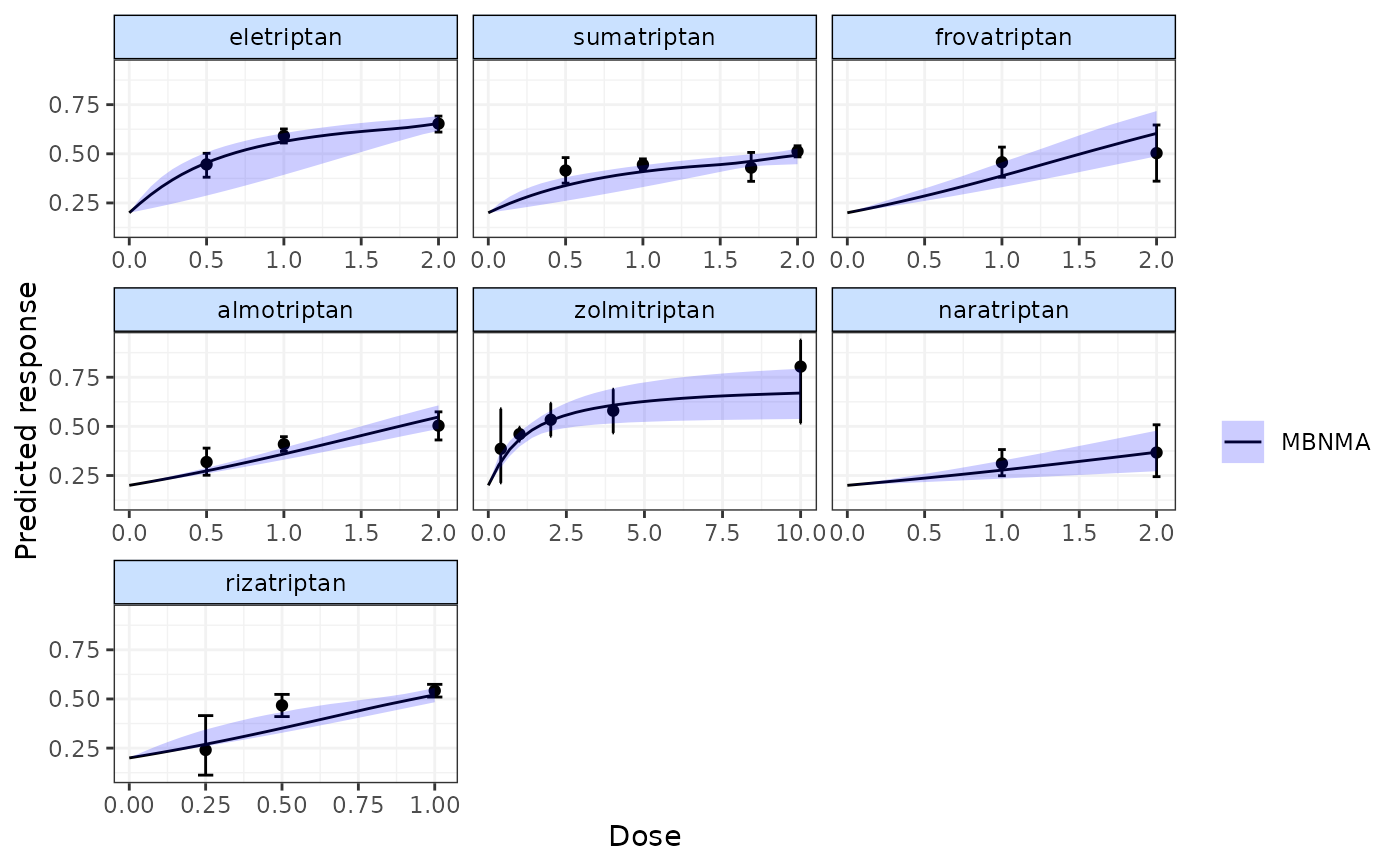 eletriptan sumatriptan frovatriptan
0.75
0.50
0.25
0.0 0.5 1.0 1.5 2.0 0.0 0.5 1.0 1.5 2.0 0.0 0.5 1.0 1.5 2.0
almotriptan zolmitriptan naratriptan
0.75
0.50
0.25
0.0 0.5 1.0 1.5 2.0 0.0 2.5 5.0 7.5 10.0 0.0 0.5 1.0 1.5 2.0
rizatriptan
0.75
0.50
0.25
0.00 0.25 0.50 0.75 1.00
Dose
Predicted response
MBNMA